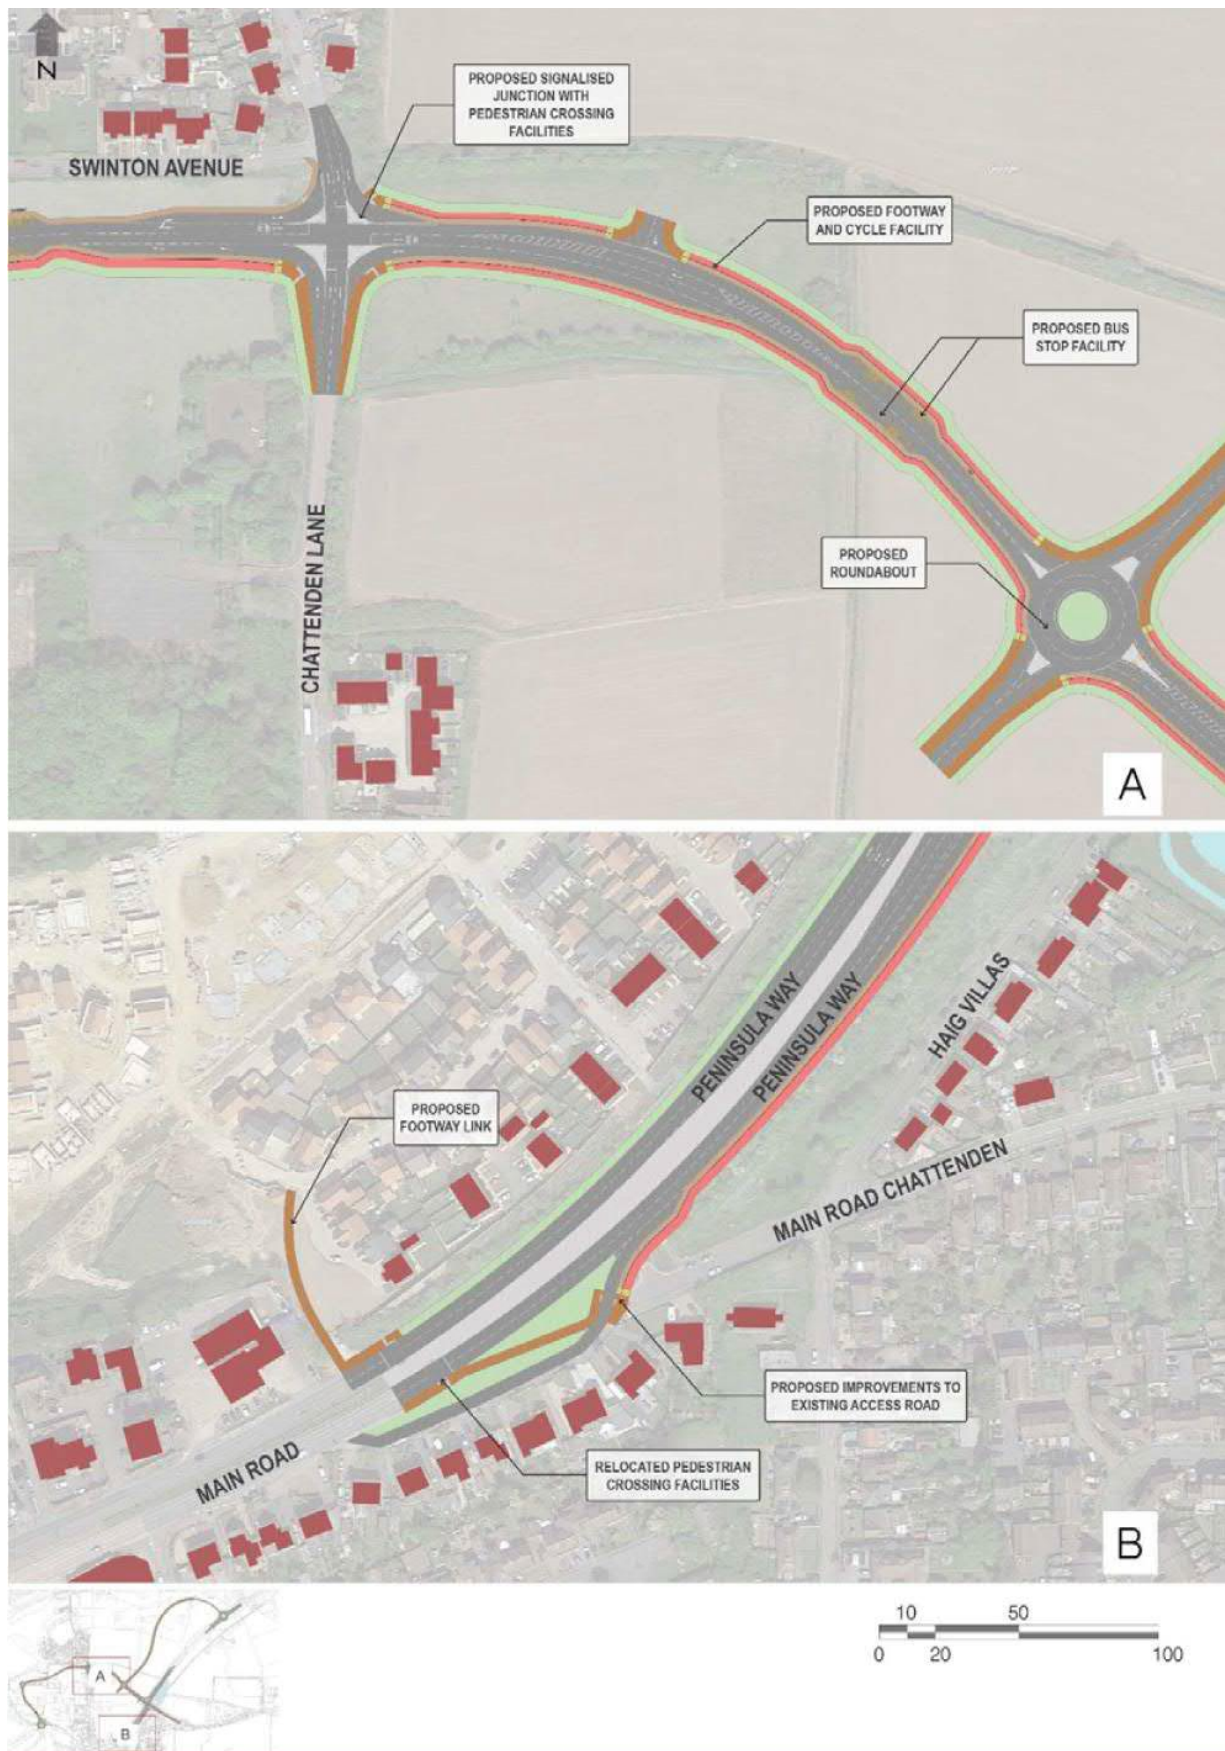 N
PROPOSED SIGNALISED
JUNCTION WITH
PEDESTRIAN CROSSING
FACILITIES
SWINTON AVENUE
PROPOSED FOOTWAY
AND CYCLE FACILITY
PROPOSED BUS
STOP FACILITY
PROPOSED
ROUNDABOUT
CHATTENDEN LANE
A
PENINSULA WAY
PENINSULA WAY
HAIG VILLAS
PROPOSED
FOOTWAY LINK
MAIN ROAD CHATTENDEN
PROPOSED IMPROVEMENTS TO
EXISTING ACCESS ROAD
MAIN ROAD
RELOCATED PEDESTRIAN
CROSSING FACILITIES
B
A
B
10 50
0 20 100